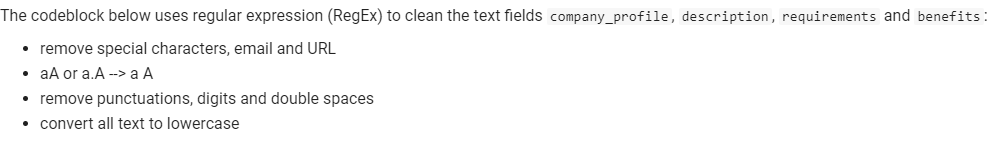 The codeblock below uses regular expression (RegEx) to clean the text fields company_profile, description, requirements and benefits:
• remove special characters, email and URL
• aA or a.A --> a A
• remove punctuations, digits and double spaces
• convert all text to lowercase